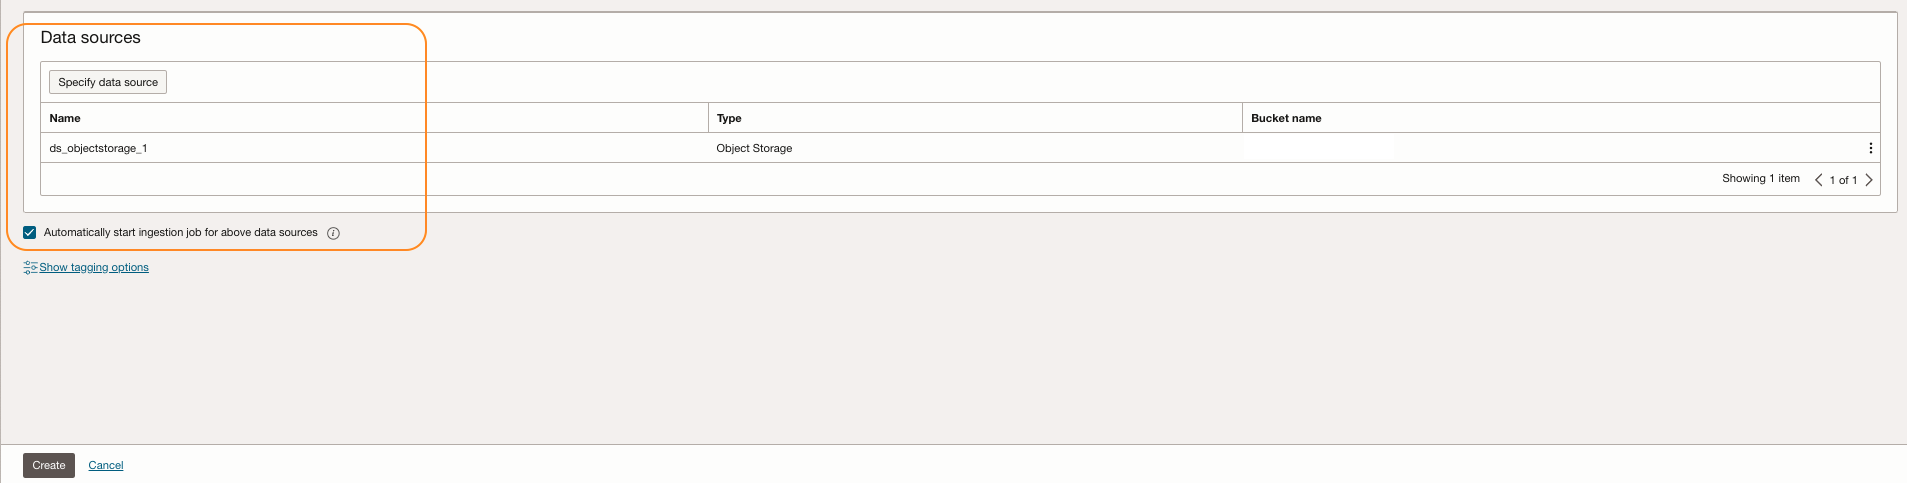 Data sources
Specify data source
Name Type Bucket name
ds_objectstorage_1 Object Storage
Showing 1 item 1 of 1
Automatically start ingestion job for above data sources
Show tagging options
Create Cancel